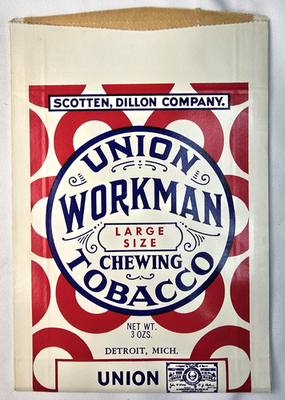 SCOTTEN, DILLON COMPANY.
UNION
WORKMAN
LARGE
SIZE
CHEWING
TOBACCO
NET WT.
3 OZS.
DETROIT, MICH.
UNION